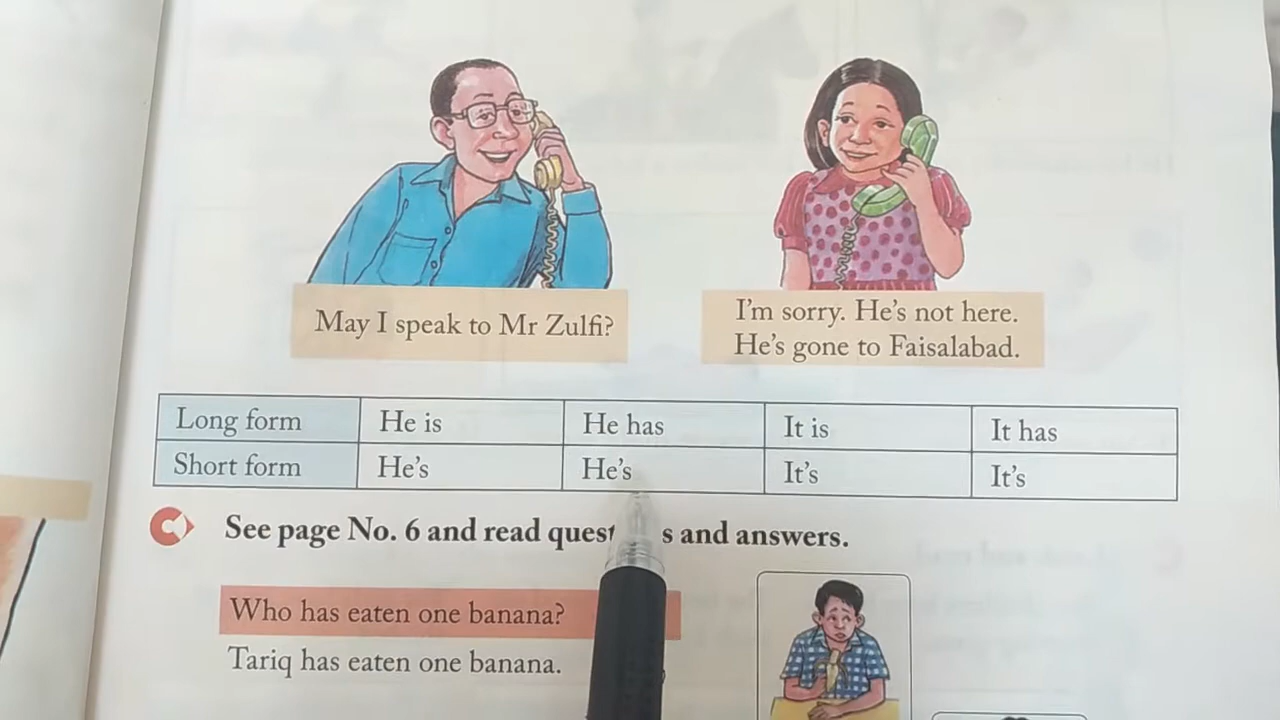 May I speak to Mr Zulfi?
I'm sorry. He's not here.
He's gone to Faisalabad.
Long form He is He has It is It has
Short form He's He's It's It's
See page No. 6 and read and answers.
Who has eaten one banana?
Tariq has eaten one banana.